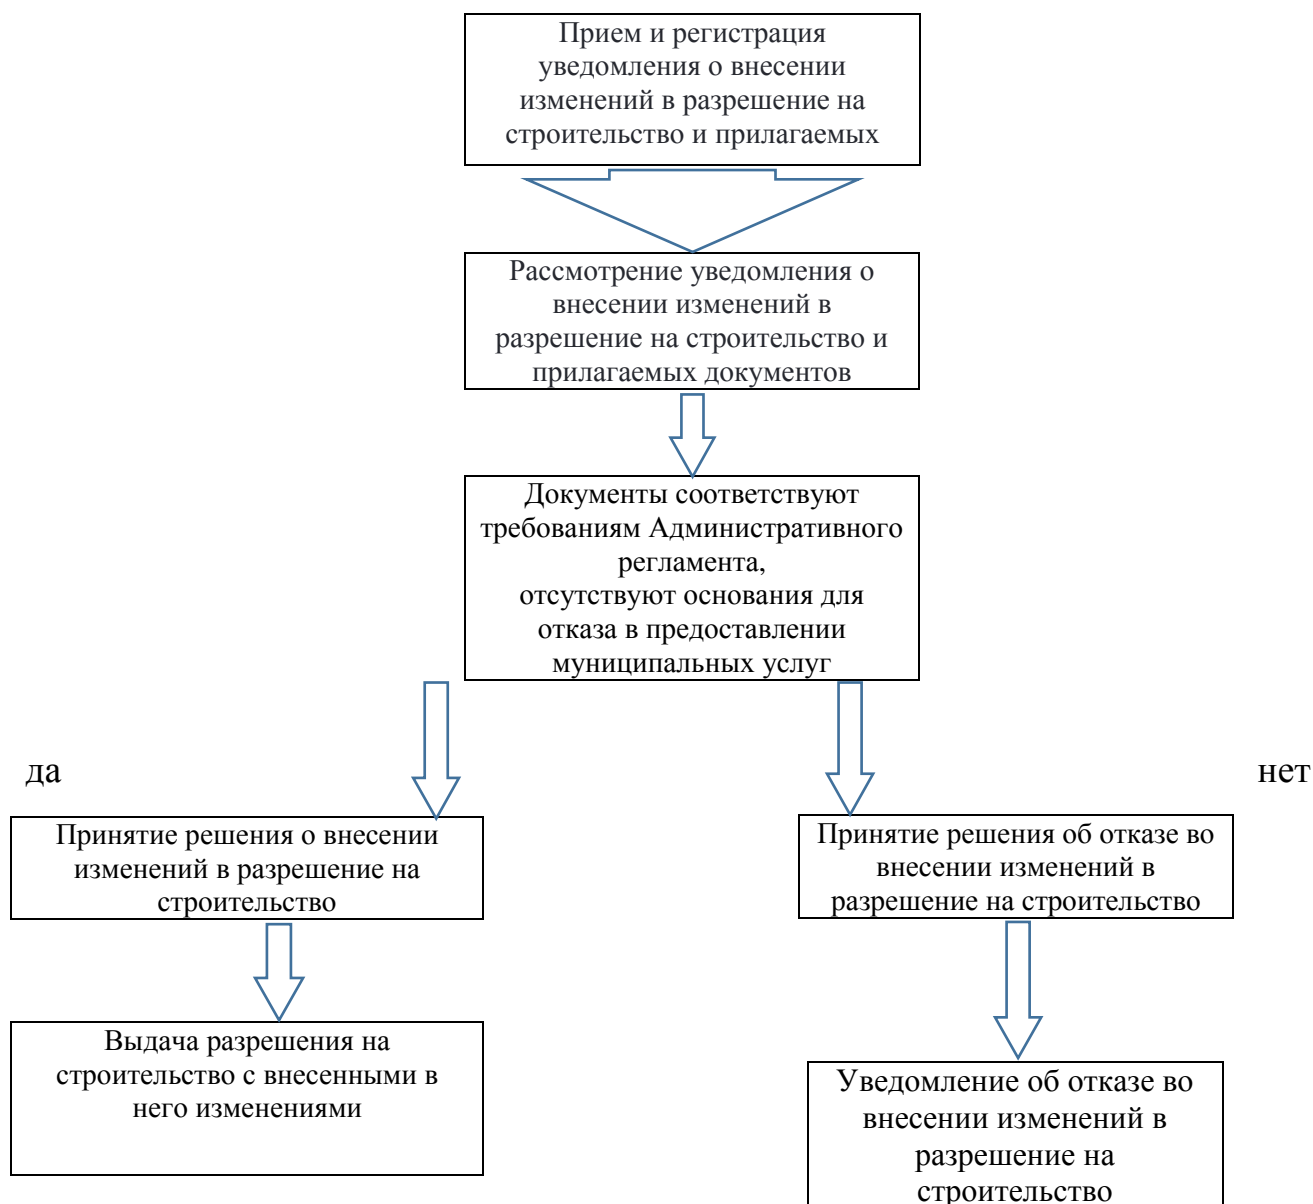 Прием и регистрация
уведомления о внесении
изменений в разрешение на
строительство и прилагаемых
Рассмотрение уведомления о
внесении изменений в
разрешение на строительство и
прилагаемых документов
Документы соответствуют
требованиям Административного
регламента,
отсутствуют основания для
отказа в предоставлении
муниципальных услуг
да
нет
Принятие решения о внесении
изменений в разрешение на
строительство
Принятие решения об отказе во
внесении изменений в
разрешение на строительство
Выдача разрешения на
строительство с внесенными в
него изменениями
Уведомление об отказе во
внесении изменений в
разрешение на
строительство